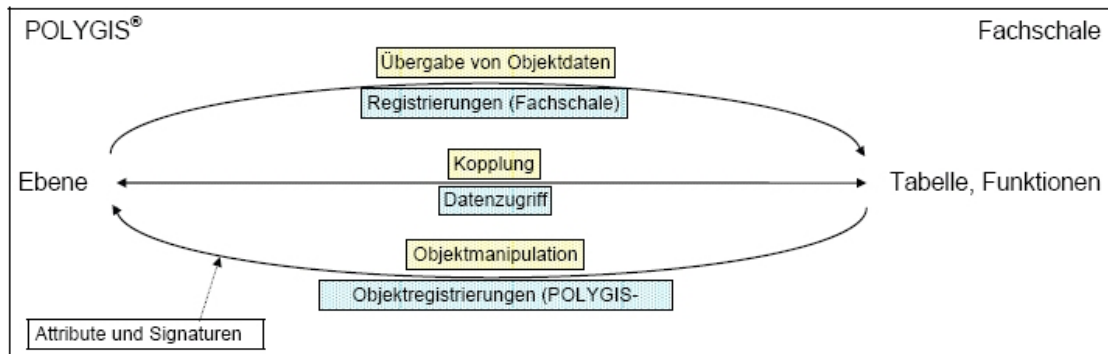 POLYGIS® Fachschale
Übergabe von Objektdaten
Registrierungen (Fachschale)
Kopplung
Ebene Tabelle, Funktionen
Datenzugriff
Objektmanipulation
Objektregistrierungen (POLYGIS-
Attribute und Signaturen